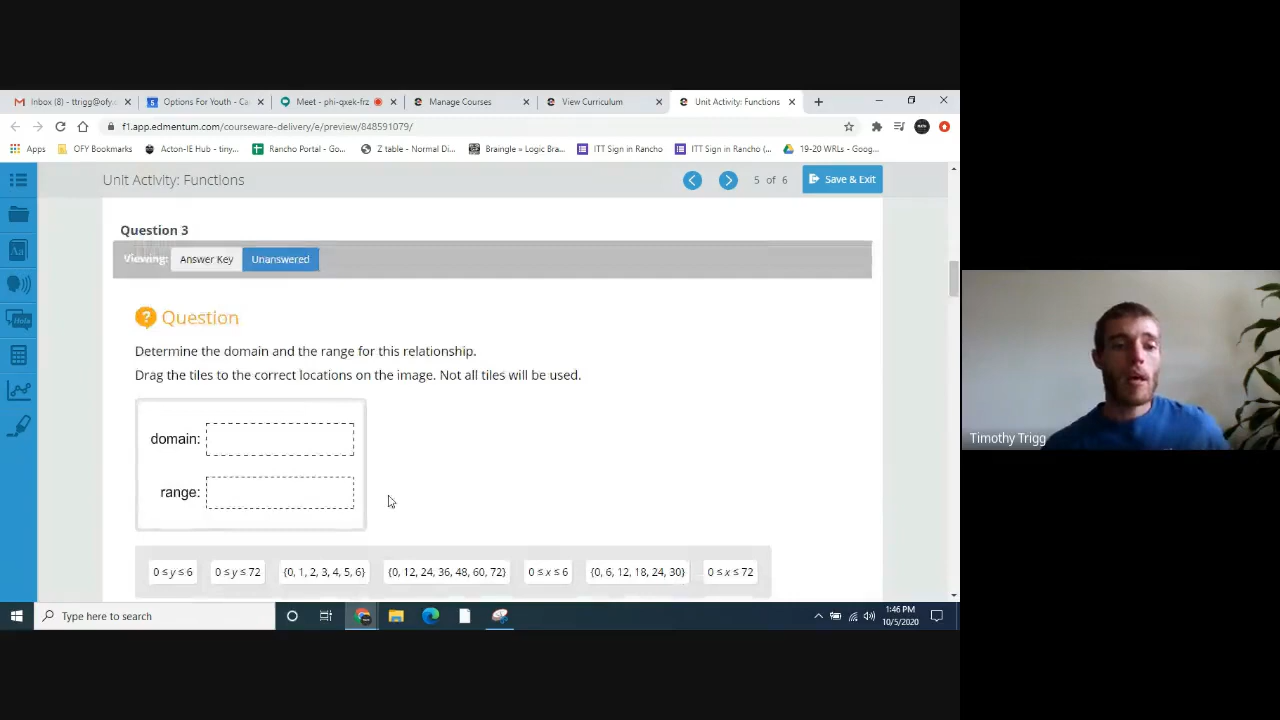 Inbox (8) - ttrigg@ofy.c
Options For Youth - Ca
Meet - phi-qxek-frz
Manage Courses
View Curriculum
Unit Activity: Functions
f1.app.edmentum.com/courseware-delivery/e/preview/848591079/
Apps
OFY Bookmarks
Acton-IE Hub - tiny...
Rancho Portal - Go...
Z table - Normal Di...
Braingle » Logic Bra...
ITT Sign in Rancho
ITT Sign in Rancho (...
19-20 WRLs - Goog...
Unit Activity: Functions
5 of 6
Save & Exit
Question 3
Viewing:
Answer Key
Unanswered
? Question
Determine the domain and the range for this relationship.
Drag the tiles to the correct locations on the image. Not all tiles will be used.
domain:
range:
0 ≤ y ≤ 6
0 ≤ y ≤ 72
{0, 1, 2, 3, 4, 5, 6}
{0, 12, 24, 36, 48, 60, 72}
0 ≤ x ≤ 6
{0, 6, 12, 18, 24, 30}
0 ≤ x ≤ 72
Timothy Trigg
Type here to search
1:46 PM
10/5/2020